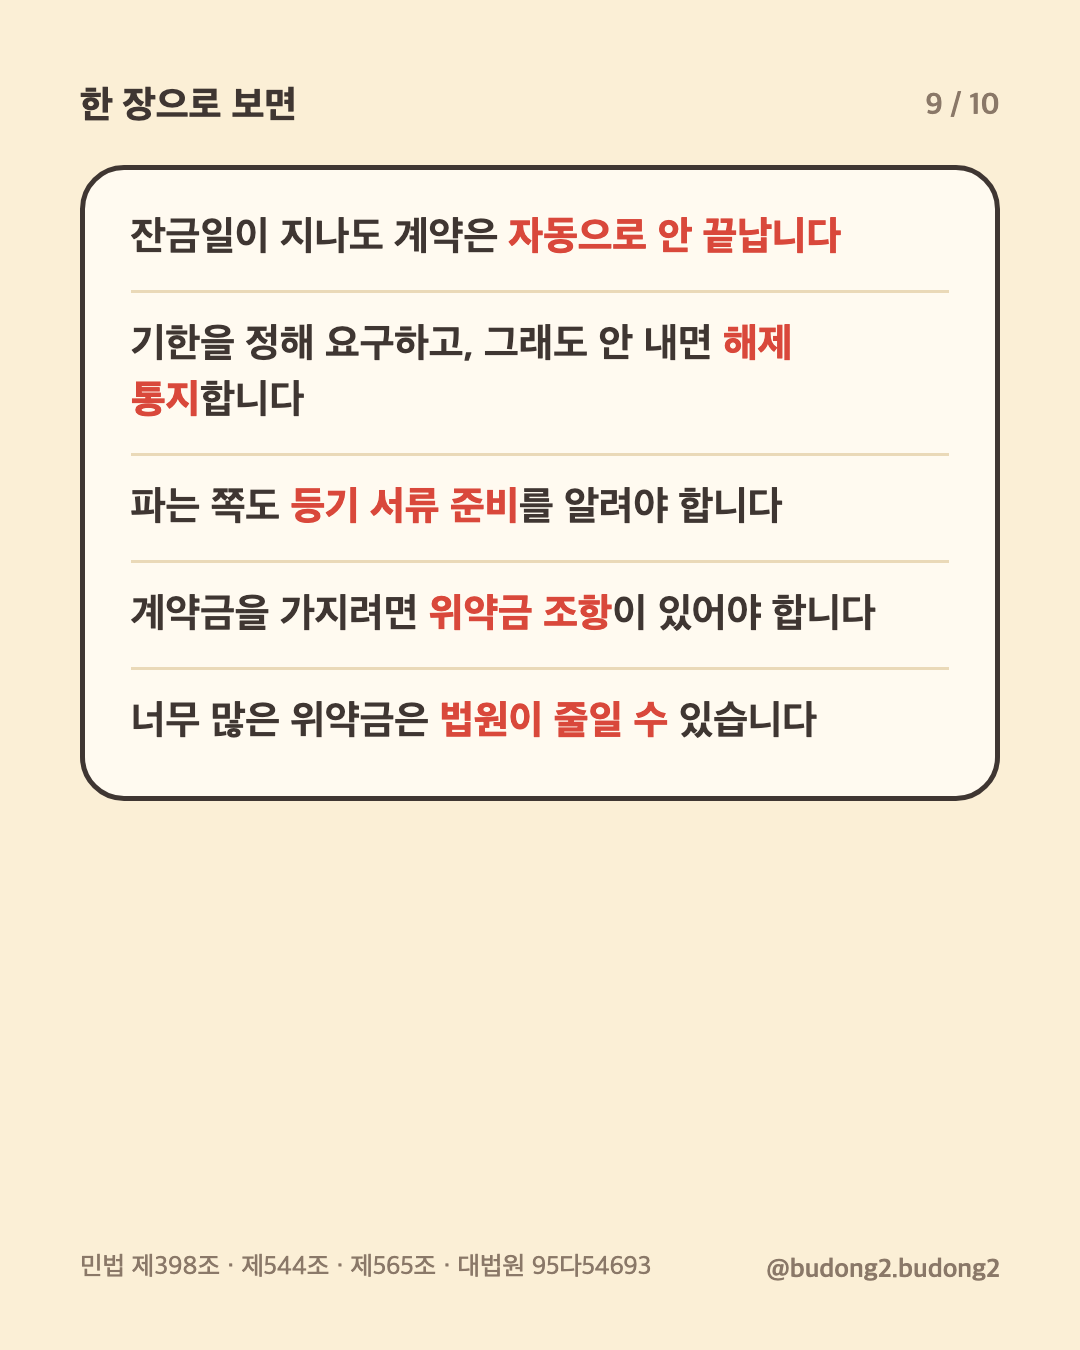 한 장으로 보면
9 / 10
잔금일이 지나도 계약은 자동으로 안 끝납니다
기한을 정해 요구하고, 그래도 안 내면 해제
통지합니다
파는 쪽도 등기 서류 준비를 알려야 합니다
계약금을 가지려면 위약금 조항이 있어야 합니다
너무 많은 위약금은 법원이 줄일 수 있습니다
민법 제398조 · 제544조 · 제565조 · 대법원 95다54693
@budong2.budong2